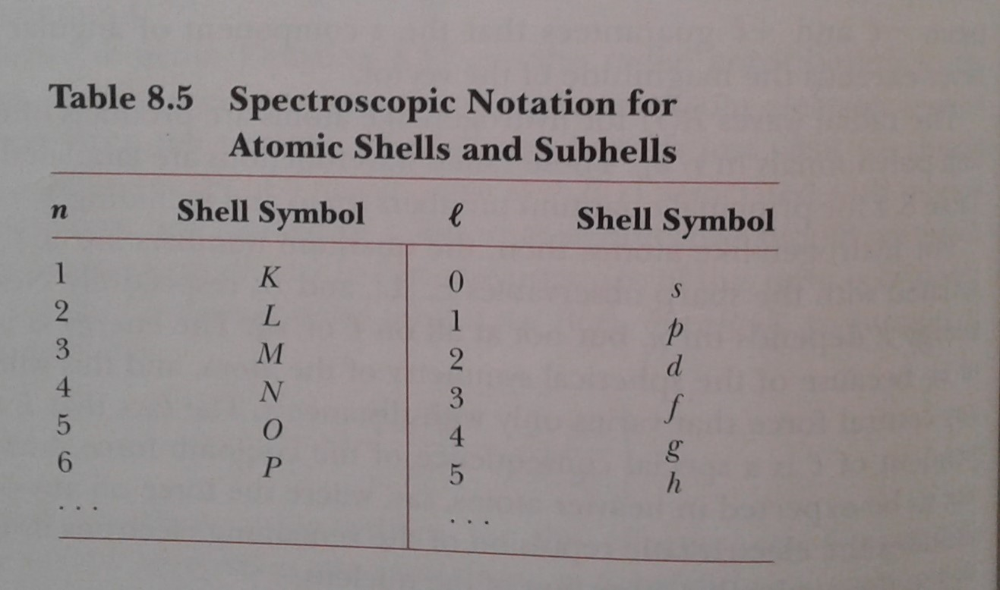 Table 8.5 Spectroscopic Notation for
Atomic Shells and Subhells
n Shell Symbol ℓ Shell Symbol
1 K 0 s
2 L 1 p
3 M 2 d
4 N 3 f
5 O 4 g
6 P 5 h
... ...